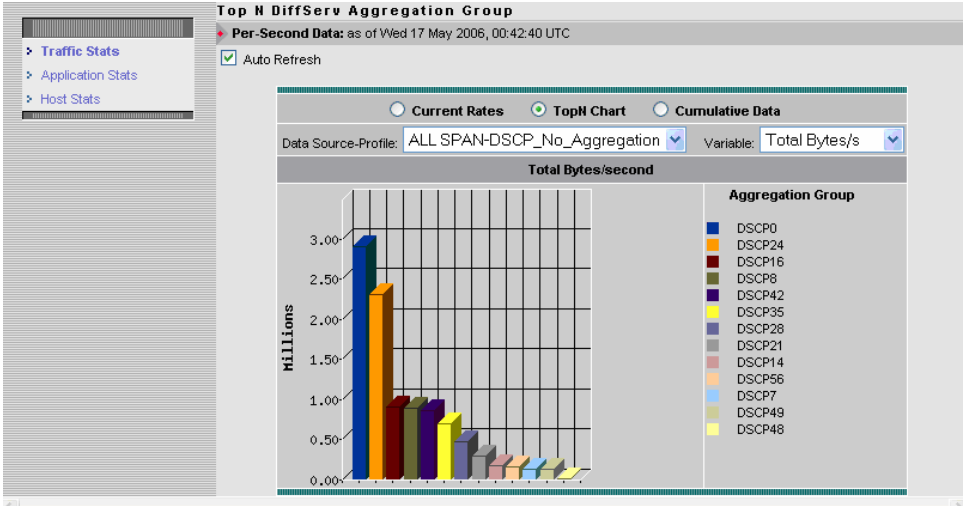 Top N DiffServ Aggregation Group
Per-Second Data: as of Wed 17 May 2006, 00:42:40 UTC
Auto Refresh
Traffic Stats
Application Stats
Host Stats
Current Rates TopN Chart Cumulative Data
Data Source-Profile: ALL SPAN-DSCP_No_Aggregation Variable: Total Bytes/s
Total Bytes/second
Millions
3.00
2.50
2.00
1.50
1.00
0.50
0.00
Aggregation Group
DSCP0
DSCP24
DSCP16
DSCP8
DSCP42
DSCP35
DSCP28
DSCP21
DSCP14
DSCP56
DSCP7
DSCP49
DSCP48